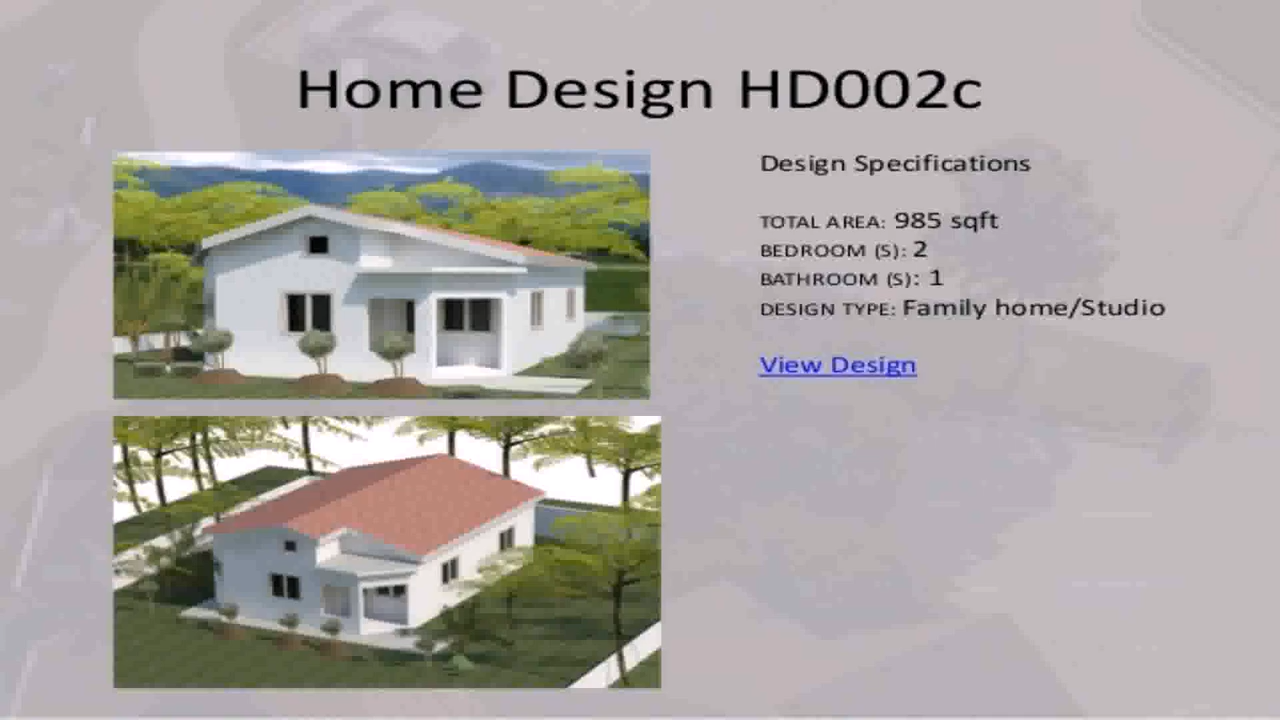 Home Design HD002c
Design Specifications
TOTAL AREA: 985 sqft
BEDROOM (S): 2
BATHROOM (S): 1
DESIGN TYPE: Family home/Studio
View Design